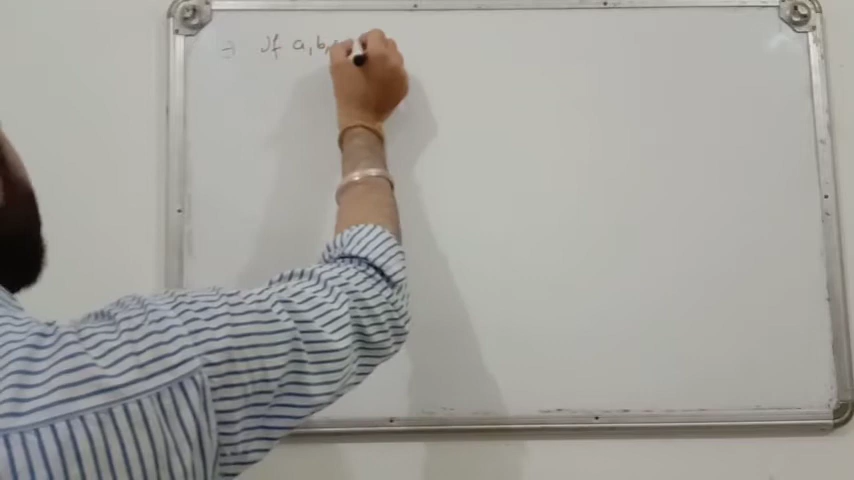 ⇒ If a, b,